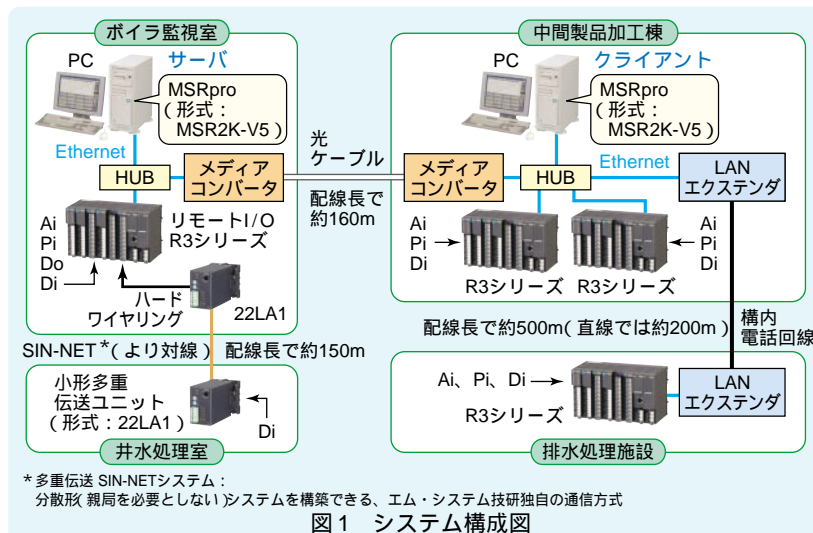 ボイラ監視室
PC
サーバ
MSRpro
(形式：
MSR2K-V5)
Ethernet
HUB
メディア
コンバータ
Ai
Pi
Do
Di
リモートI/O
R3シリーズ
ハード
ワイヤリング
22LA1
光
ケーブル
配線長で
約160m
中間製品加工棟
PC
クライアント
MSRpro
(形式：
MSR2K-V5)
メディア
コンバータ
HUB
Ethernet
LAN
エクステンダ
Ai
Pi
Di
R3シリーズ
R3シリーズ
Ai
Pi
Di
SIN-NET*(より対線)
配線長で約150m
小形多重
伝送ユニット
(形式：22LA1)
Di
井水処理室
配線長で約500m(直線では約200m)
構内
電話回線
Ai、Pi、Di
R3シリーズ
LAN
エクステンダ
排水処理施設
*多重伝送 SIN-NETシステム：
分散形(親局を必要としない)システムを構築できる、エム・システム技研独自の通信方式
図1 システム構成図